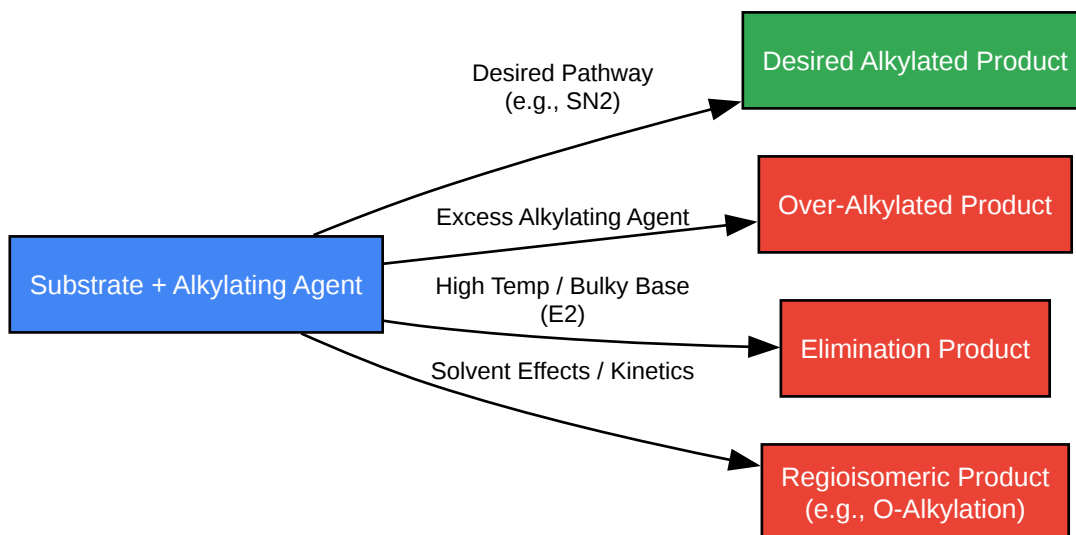 Desired Pathway
(e.g., SN2)
Desired Alkylated Product
Excess Alkylating Agent
Over-Alkylated Product
Substrate + Alkylating Agent
High Temp / Bulky Base
(E2)
Elimination Product
Solvent Effects / Kinetics
Regioisomeric Product
(e.g., O-Alkylation)